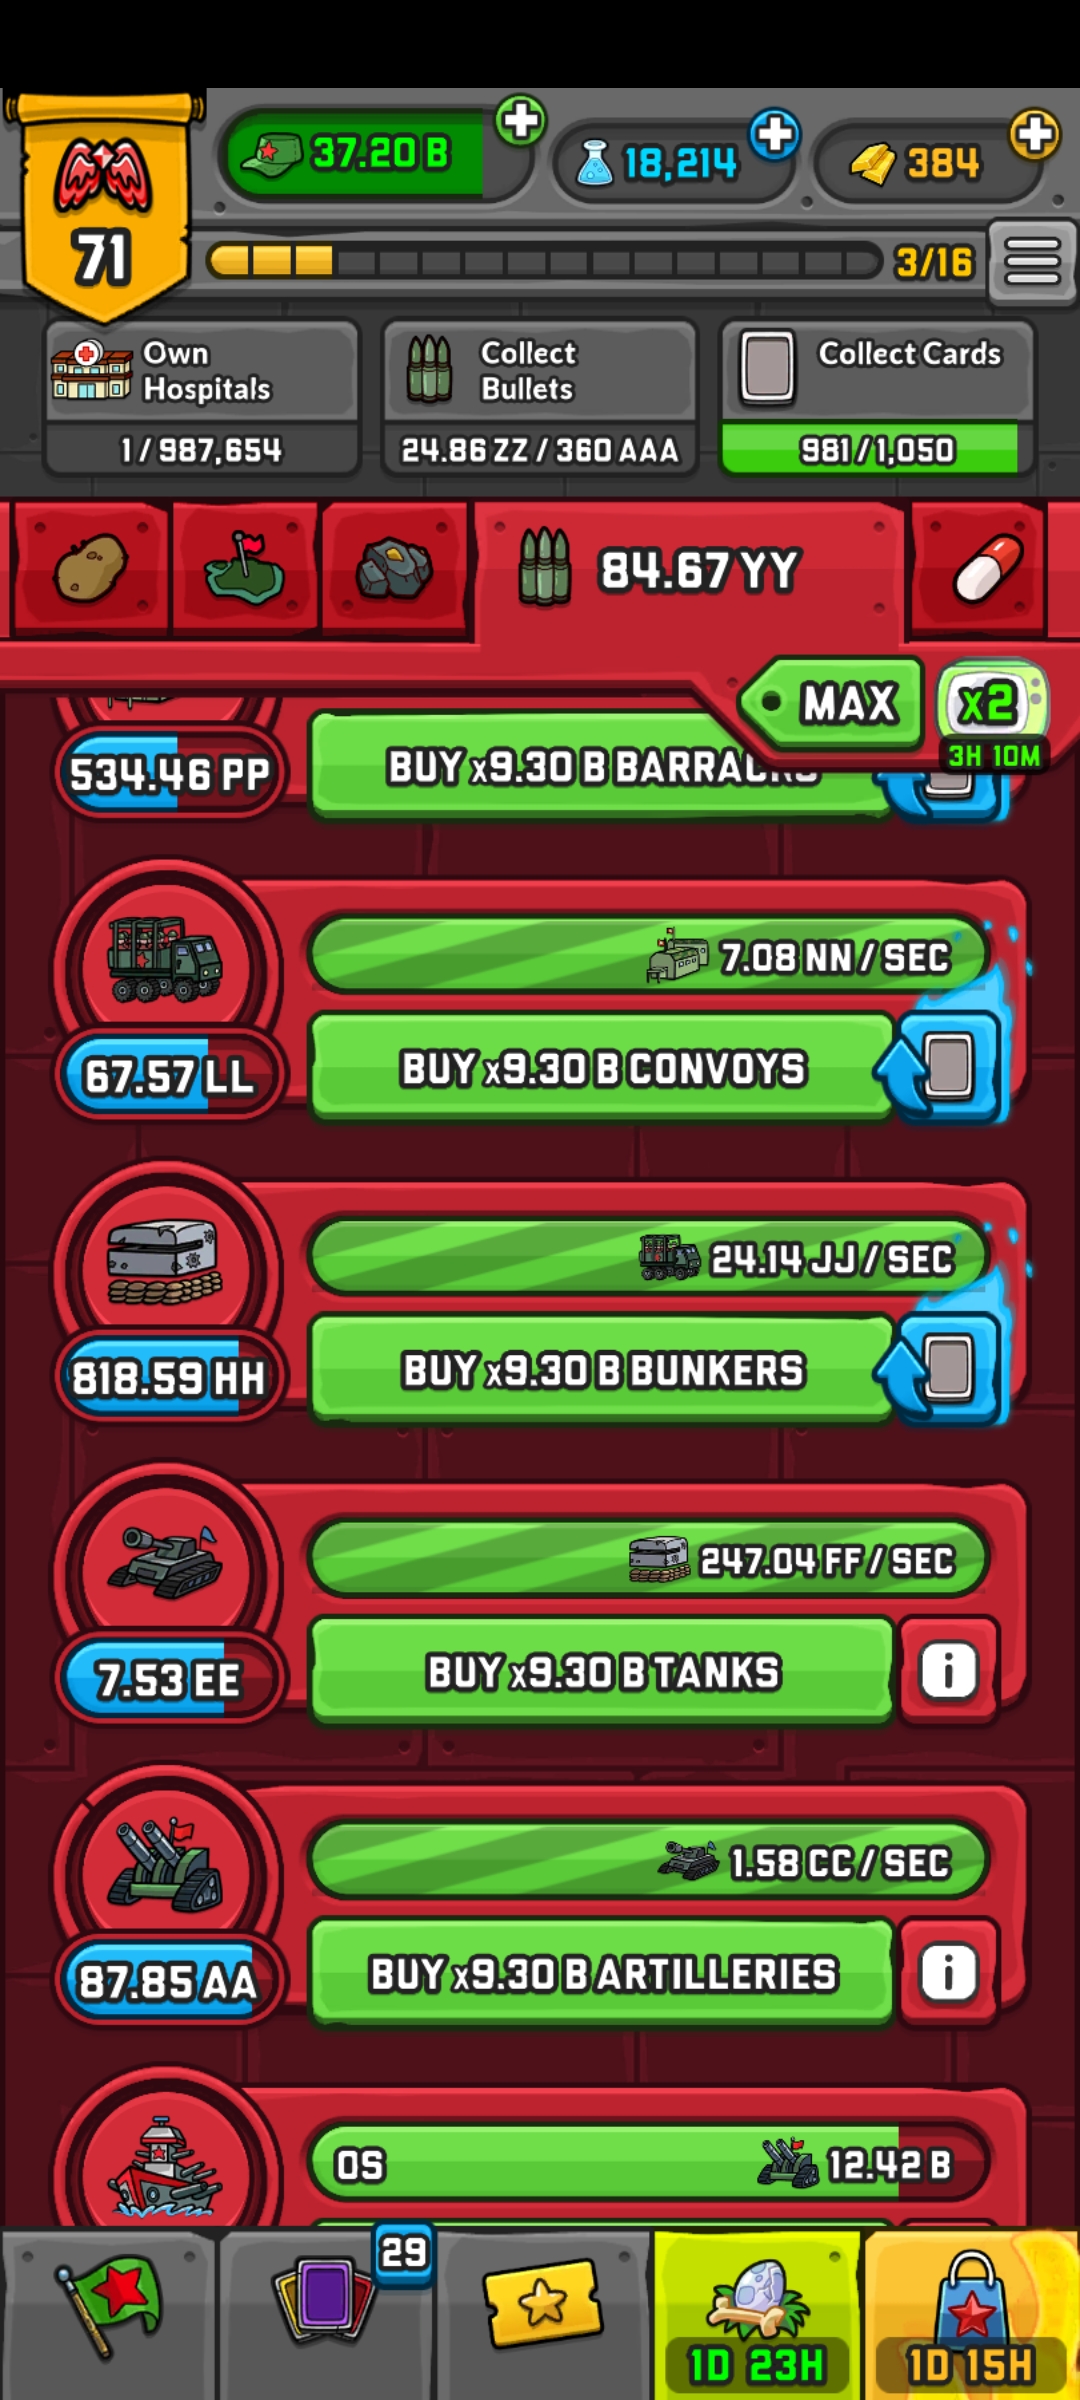 71
37.20 B
18,214
384
3/16
Own
Hospitals
1 / 987,654
Collect
Bullets
24.86 ZZ / 360 AAA
Collect Cards
981 / 1,050
84.67 YY
MAX
x2
3H 10M
534.46 PP
BUY x9.30 B BARRACKS
7.08 NN / SEC
67.57 LL
BUY x9.30 B CONVOYS
24.14 JJ / SEC
818.59 HH
BUY x9.30 B BUNKERS
247.04 FF / SEC
7.53 EE
BUY x9.30 B TANKS
i
1.58 CC / SEC
87.85 AA
BUY x9.30 B ARTILLERIES
i
0S
12.42 B
29
1D 23H
1D 15H